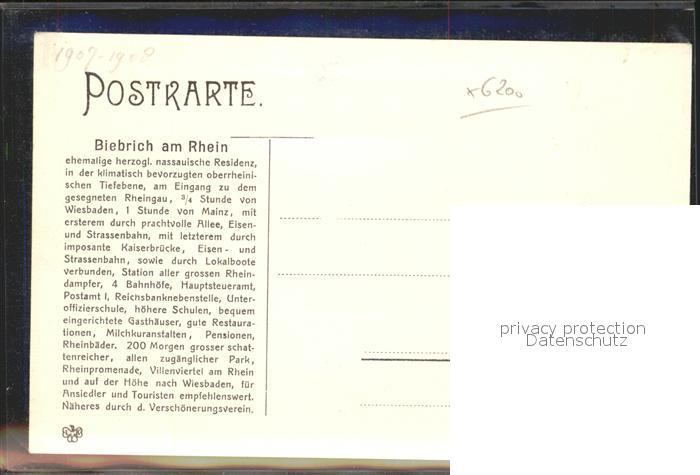 1907-1908
POSTKARTE.
x6200
Biebrich am Rhein
ehemalige herzogl. nassauische Residenz,
in der klimatisch bevorzugten oberrheini-
schen Tiefebene, am Eingang zu dem
gesegneten Rheingau, 3/4 Stunde von
Wiesbaden, 1 Stunde von Mainz, mit
ersterem durch prachtvolle Allee, Eisen-
und Strassenbahn, mit letzterem durch
imposante Kaiserbrücke, Eisen- und
Strassenbahn, sowie durch Lokalboote
verbunden, Station aller grossen Rhein-
dampfer, 4 Bahnhöfe, Hauptsteueramt,
Postamt I, Reichsbanknebenstelle, Unter-
offizierschule, höhere Schulen, bequem
eingerichtete Gasthäuser, gute Restaura-
tionen, Milchkuranstalten, Pensionen,
Rheinbäder. 200 Morgen grosser schat-
tenreicher, allen zugänglicher Park,
Rheinpromenade, Villenviertel am Rhein
und auf der Höhe nach Wiesbaden, für
Ansiedler und Touristen empfehlenswert.
Näheres durch d. Verschönerungsverein.
privacy protection
Datenschutz